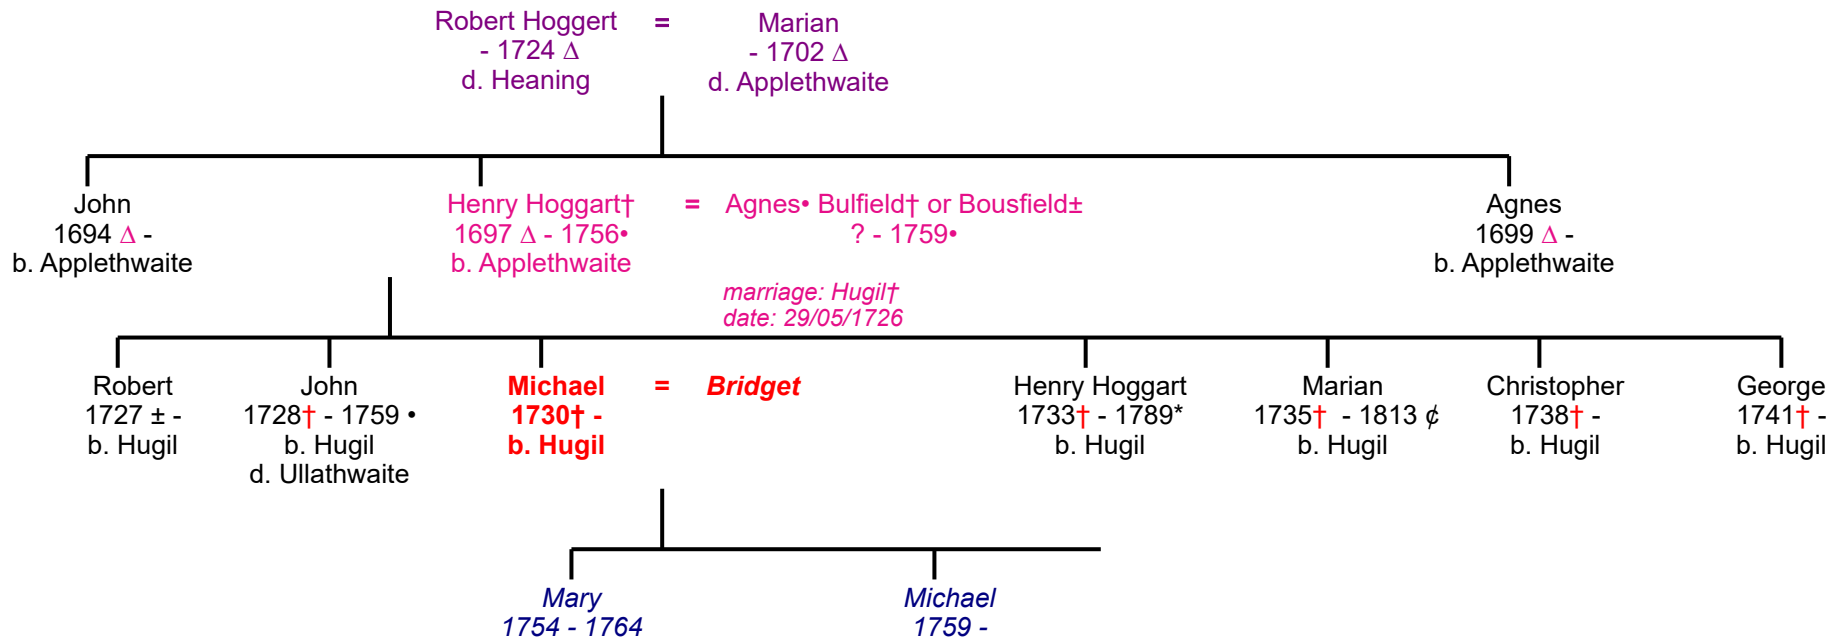 Robert Hoggert = Marian
- 1724 Δ - 1702 Δ
d. Heaning d. Applethwaite
John Henry Hoggart† = Agnes• Bulfield† or Bousfield± Agnes
1694 Δ - 1697 Δ - 1756• ? - 1759• 1699 Δ -
b. Applethwaite b. Applethwaite b. Applethwaite
marriage: Hugil†
date: 29/05/1726
Robert John Michael = Bridget Henry Hoggart Marian Christopher George
1727 ± - 1728† - 1759 • 1730† - 1733† - 1789* 1735† - 1813 ¢ 1738† - 1741† -
b. Hugil b. Hugil b. Hugil b. Hugil b. Hugil b. Hugil b. Hugil
d. Ullathwaite
Mary Michael
1754 - 1764 1759 -